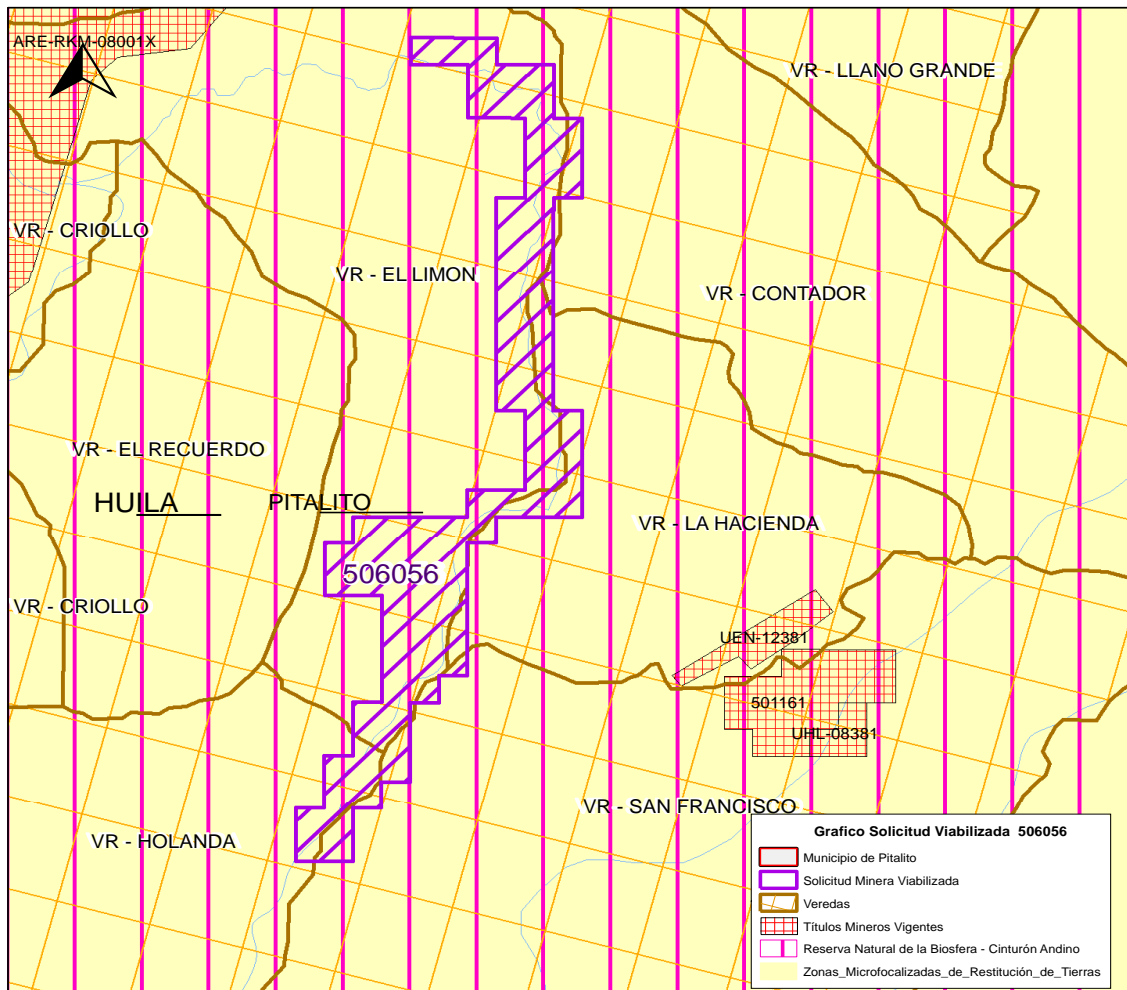 ARE-RKM-08001X
VR - LLANO GRANDE
VR - CRIOLLO
VR - EL LIMON
VR - CONTADOR
VR - EL RECUERDO
HUILA
PITALITO
VR - LA HACIENDA
506056
VR - CRIOLLO
UEN-12381
501161
UHL-08381
VR - SAN FRANCISCO
VR - HOLANDA
Grafico Solicitud Viabilizada 506056
Municipio de Pitalito
Solicitud Minera Viabilizada
Veredas
Títulos Mineros Vigentes
Reserva Natural de la Biosfera - Cinturón Andino
Zonas_Microfocalizadas_de_Restitución_de_Tierras